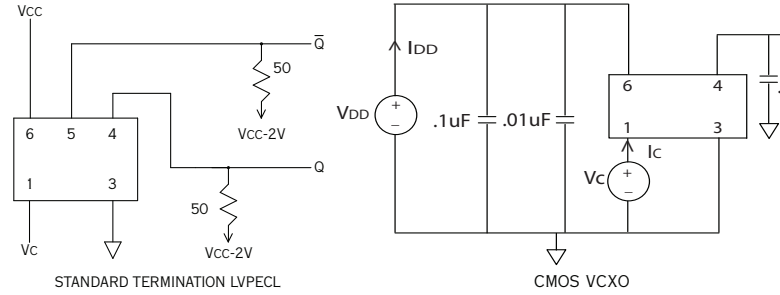 VCC
Q̅
50
VCC-2V
6 5 4
1 3
Q
50
VC
VCC-2V
STANDARD TERMINATION LVPECL
IDD
VDD
+
−
.1uF
.01uF
6 4
1 3
IC
VC
+
−
CMOS VCXO